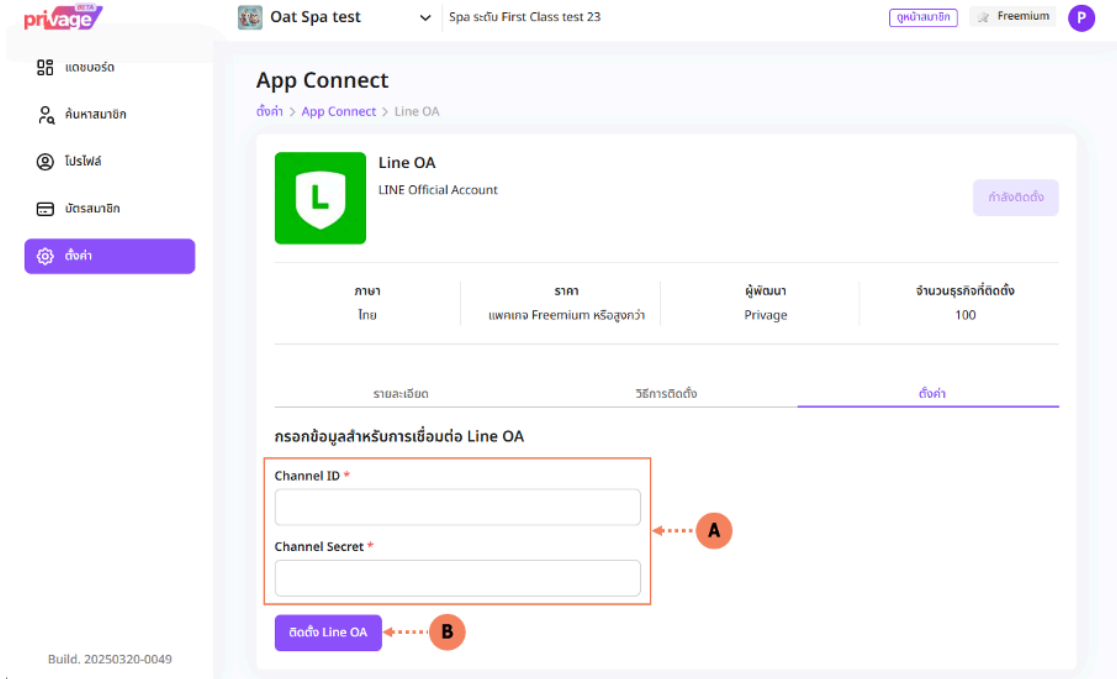 BETA
privage
Oat Spa test
Spa ระดับ First Class test 23
ดูหน้าสมาชิก
Freemium
P
แดชบอร์ด
ค้นหาสมาชิก
โปรไฟล์
บัตรสมาชิก
ตั้งค่า
App Connect
ตั้งค่า > App Connect > Line OA
L
Line OA
LINE Official Account
กำลังติดตั้ง
ภาษา
ไทย
ราคา
แพคเกจ Freemium หรือสูงกว่า
ผู้พัฒนา
Privage
จำนวนธุรกิจที่ติดตั้ง
100
รายละเอียด
วิธีการติดตั้ง
ตั้งค่า
กรอกข้อมูลสำหรับการเชื่อมต่อ Line OA
Channel ID *
A
Channel Secret *
ติดตั้ง Line OA
B
Build. 20250320-0049